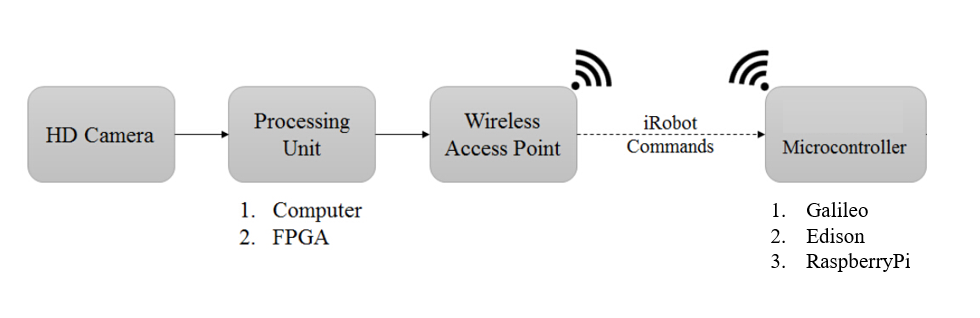 HD Camera
Processing
Unit
Wireless
Access Point
iRobot
Commands
Microcontroller
1. Computer
2. FPGA
1. Galileo
2. Edison
3. RaspberryPi